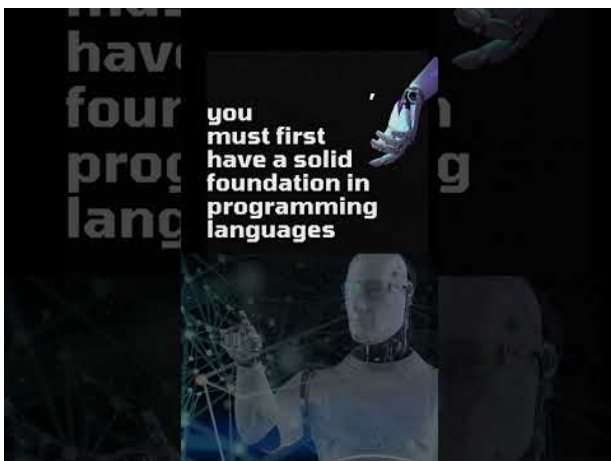 ,
you
must first
have a solid
foundation in
programming
languages